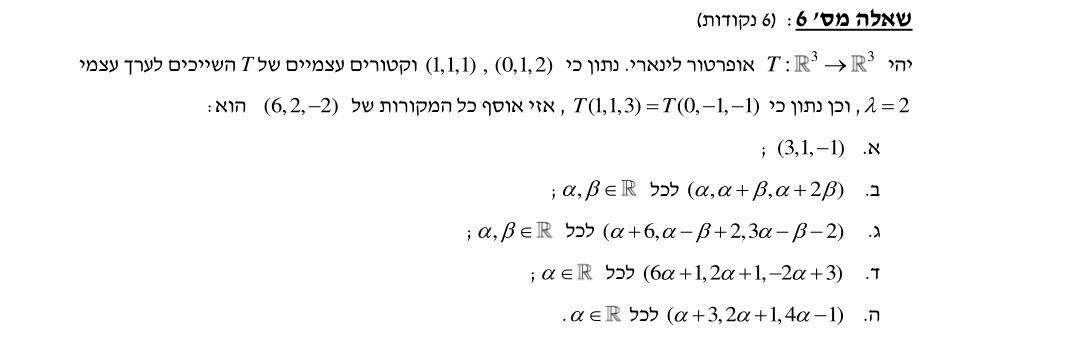 שאלה מס' 6 : (6 נקודות)
יהי T : ℝ³ → ℝ³ אופרטור לינארי. נתון כי (0,1,2) , (1,1,1) וקטורים עצמיים של T השייכים לערך עצמי
λ = 2 , וכן נתון כי T(1,1,3) = T(0,−1,−1) , אזי אוסף כל המקורות של (6,2,−2) הוא :
א. (3,1,−1) ;
ב. (α,α+β,α+2β) לכל α,β∈ℝ ;
ג. (α+6,α−β+2,3α−β−2) לכל α,β∈ℝ ;
ד. (6α+1,2α+1,−2α+3) לכל α∈ℝ ;
ה. (α+3,2α+1,4α−1) לכל α∈ℝ .